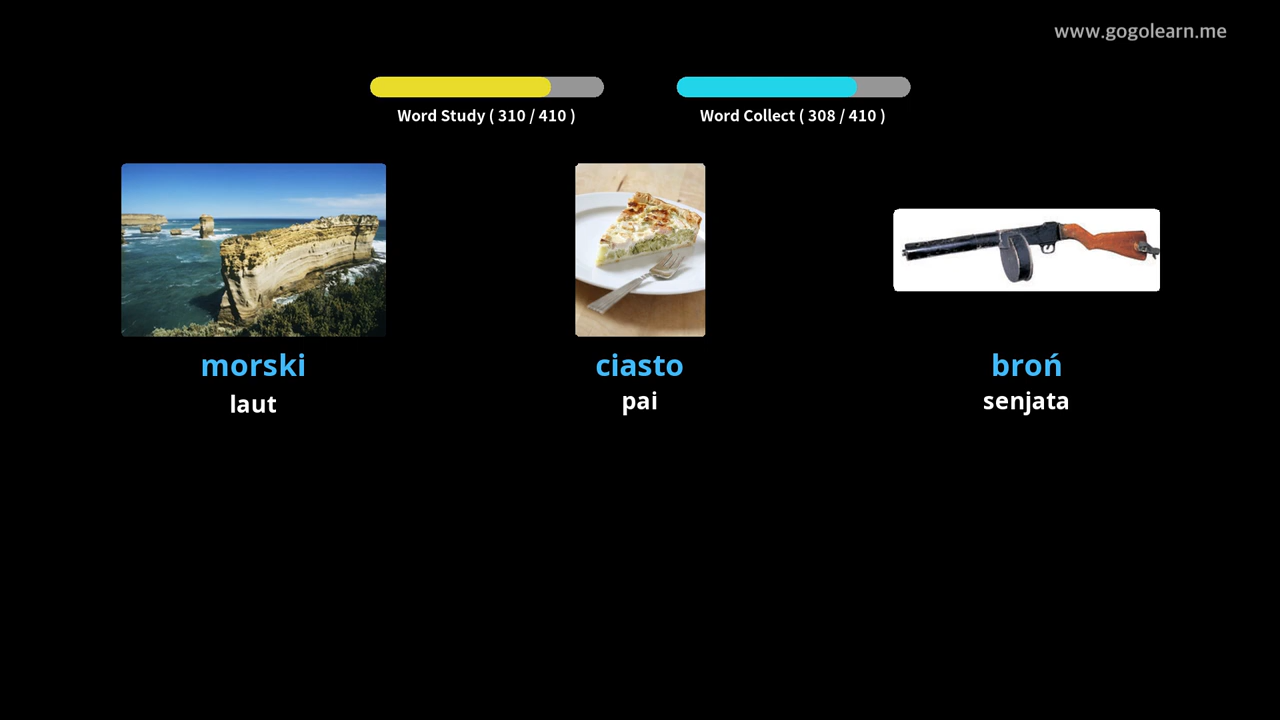 www.gogolearn.me
Word Study ( 310 / 410 )
Word Collect ( 308 / 410 )
morski
laut
ciasto
pai
broń
senjata